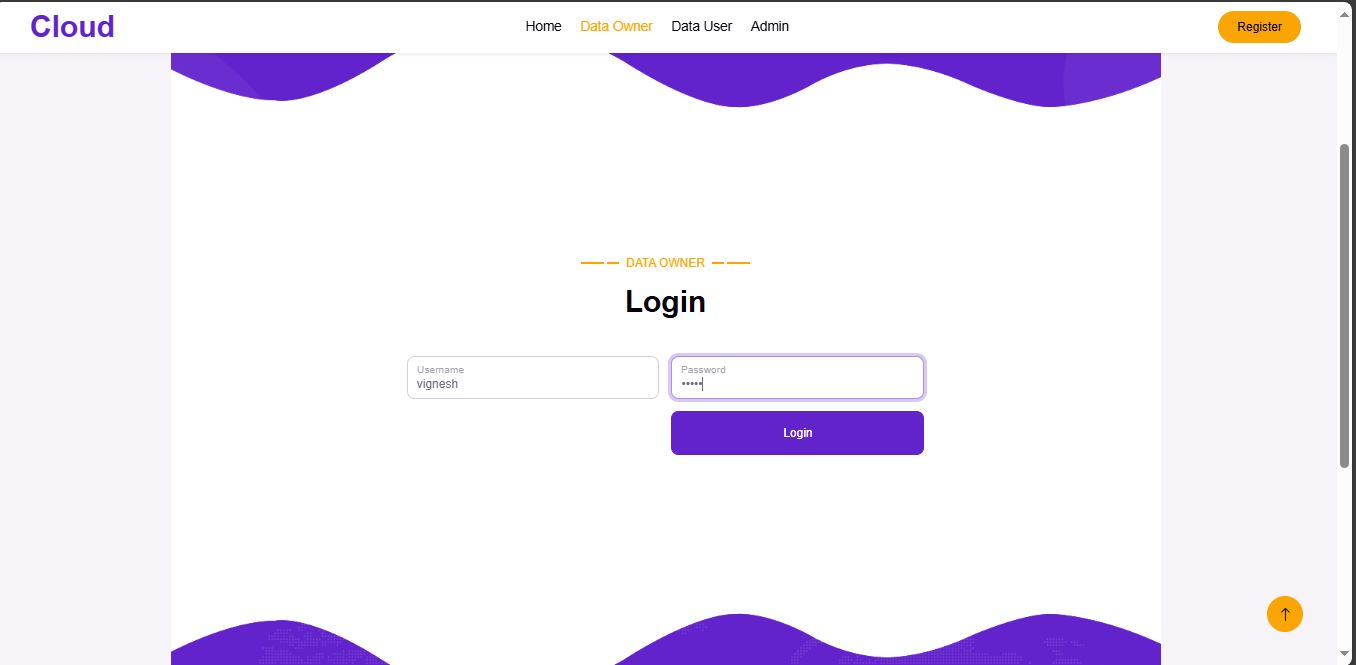 Cloud
Home Data Owner Data User Admin
Register
DATA OWNER
Login
Username
vignesh
Password
•••••
Login